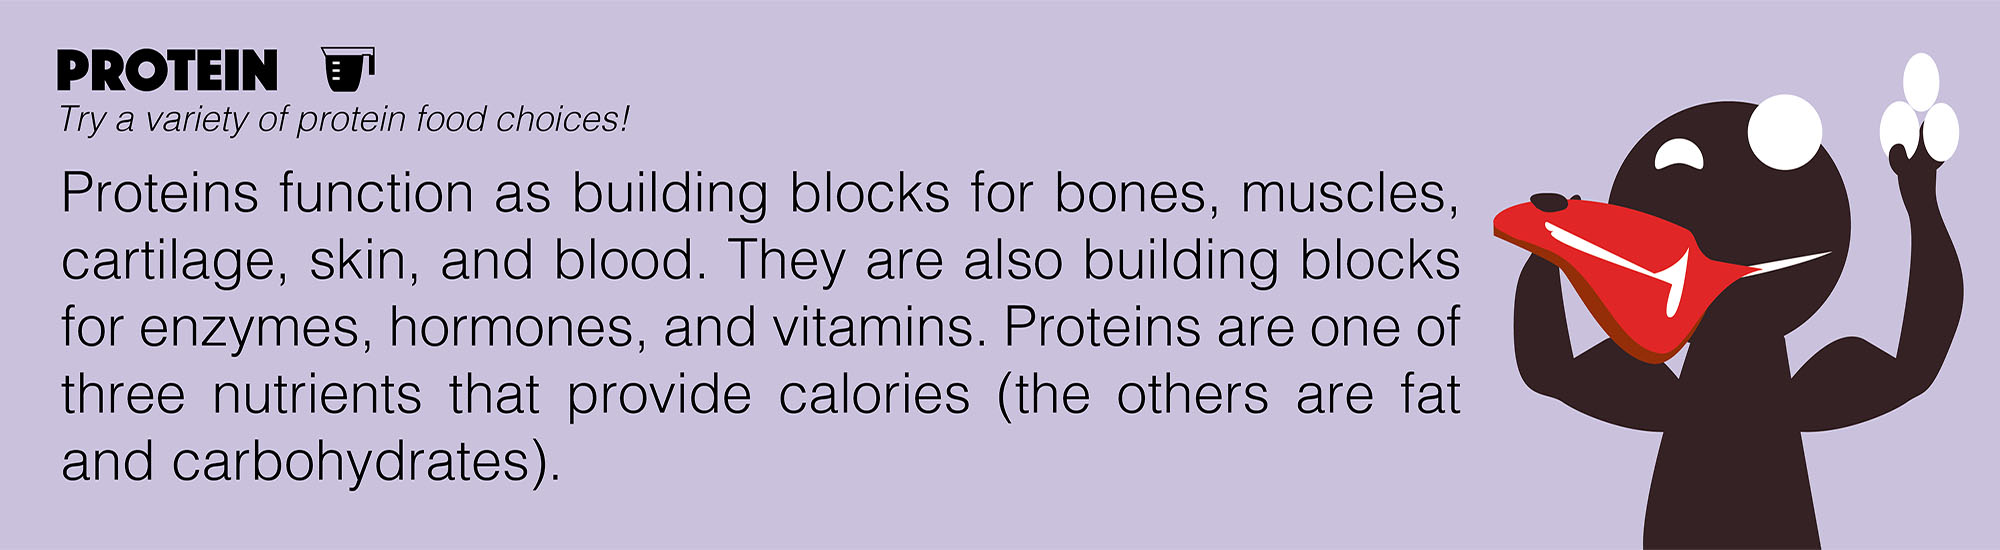 PROTEIN
Try a variety of protein food choices!
Proteins function as building blocks for bones, muscles,
cartilage, skin, and blood. They are also building blocks
for enzymes, hormones, and vitamins. Proteins are one of
three nutrients that provide calories (the others are fat
and carbohydrates).